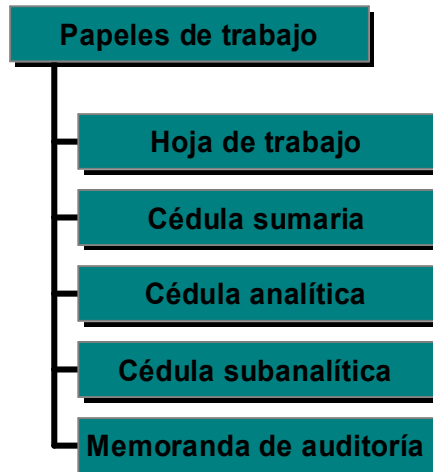 Papeles de trabajo
Hoja de trabajo
Cédula sumaria
Cédula analítica
Cédula subanalítica
Memoranda de auditoría